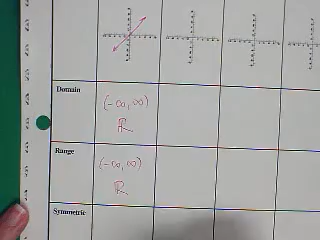 Domain
(-∞, ∞)
ℝ
Range
(-∞, ∞)
ℝ
Symmetric